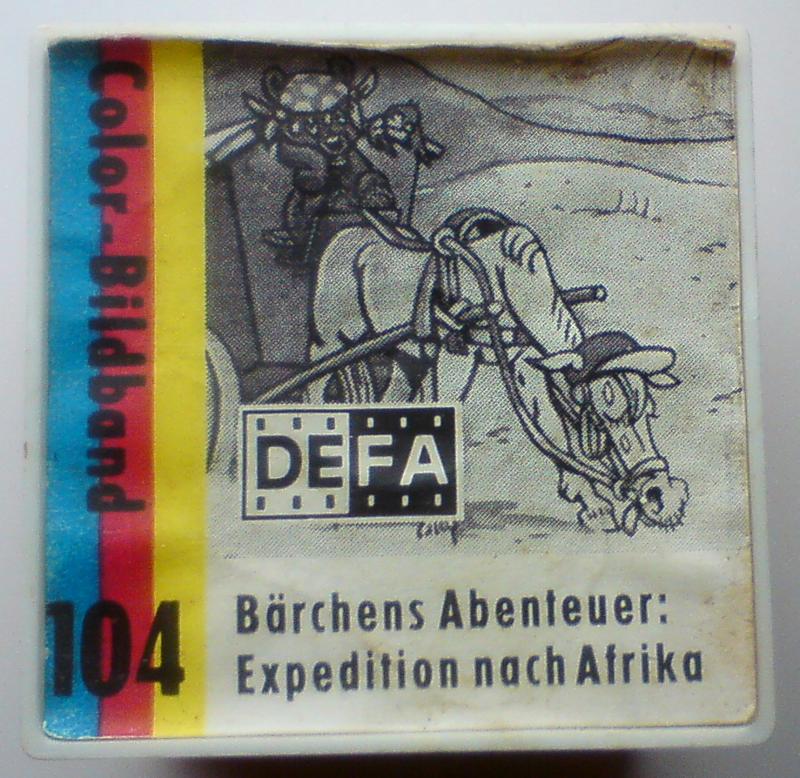 Color-Bildband
DEFA
104
Bärchens Abenteuer:
Expedition nach Afrika